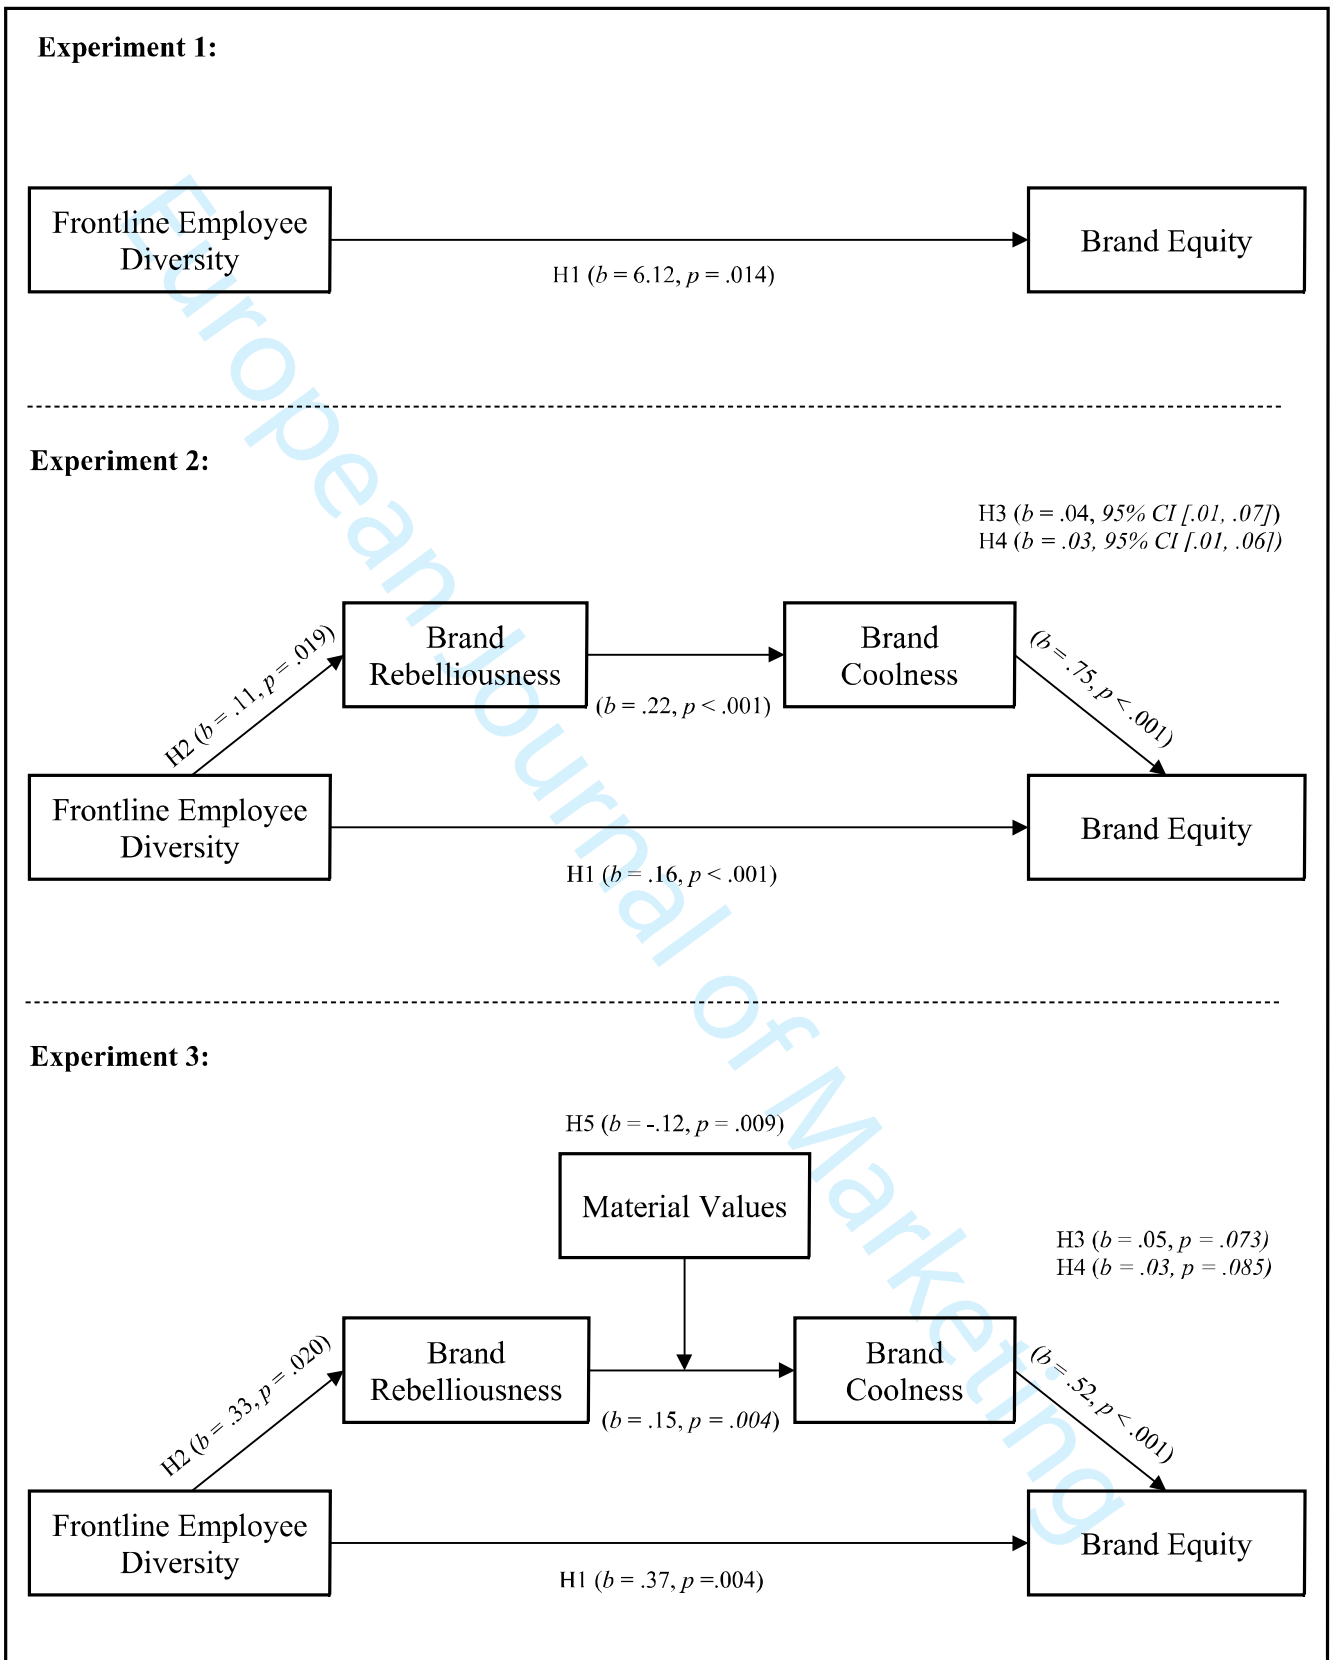 Experiment 1:
Frontline Employee
Diversity
Brand Equity
H1 (b = 6.12, p = .014)
Experiment 2:
H3 (b = .04, 95% CI [.01, .07])
H4 (b = .03, 95% CI [.01, .06])
H2 (b = .11, p = .019)
Brand
Rebelliousness
(b = .22, p < .001)
Brand
Coolness
(b = .75, p < .001)
Frontline Employee
Diversity
H1 (b = .16, p < .001)
Brand Equity
Experiment 3:
H5 (b = -.12, p = .009)
Material Values
H3 (b = .05, p = .073)
H4 (b = .03, p = .085)
H2 (b = .33, p = .020)
Brand
Rebelliousness
(b = .15, p = .004)
Brand
Coolness
(b = .52, p < .001)
Frontline Employee
Diversity
H1 (b = .37, p =.004)
Brand Equity
European Journal of Marketing